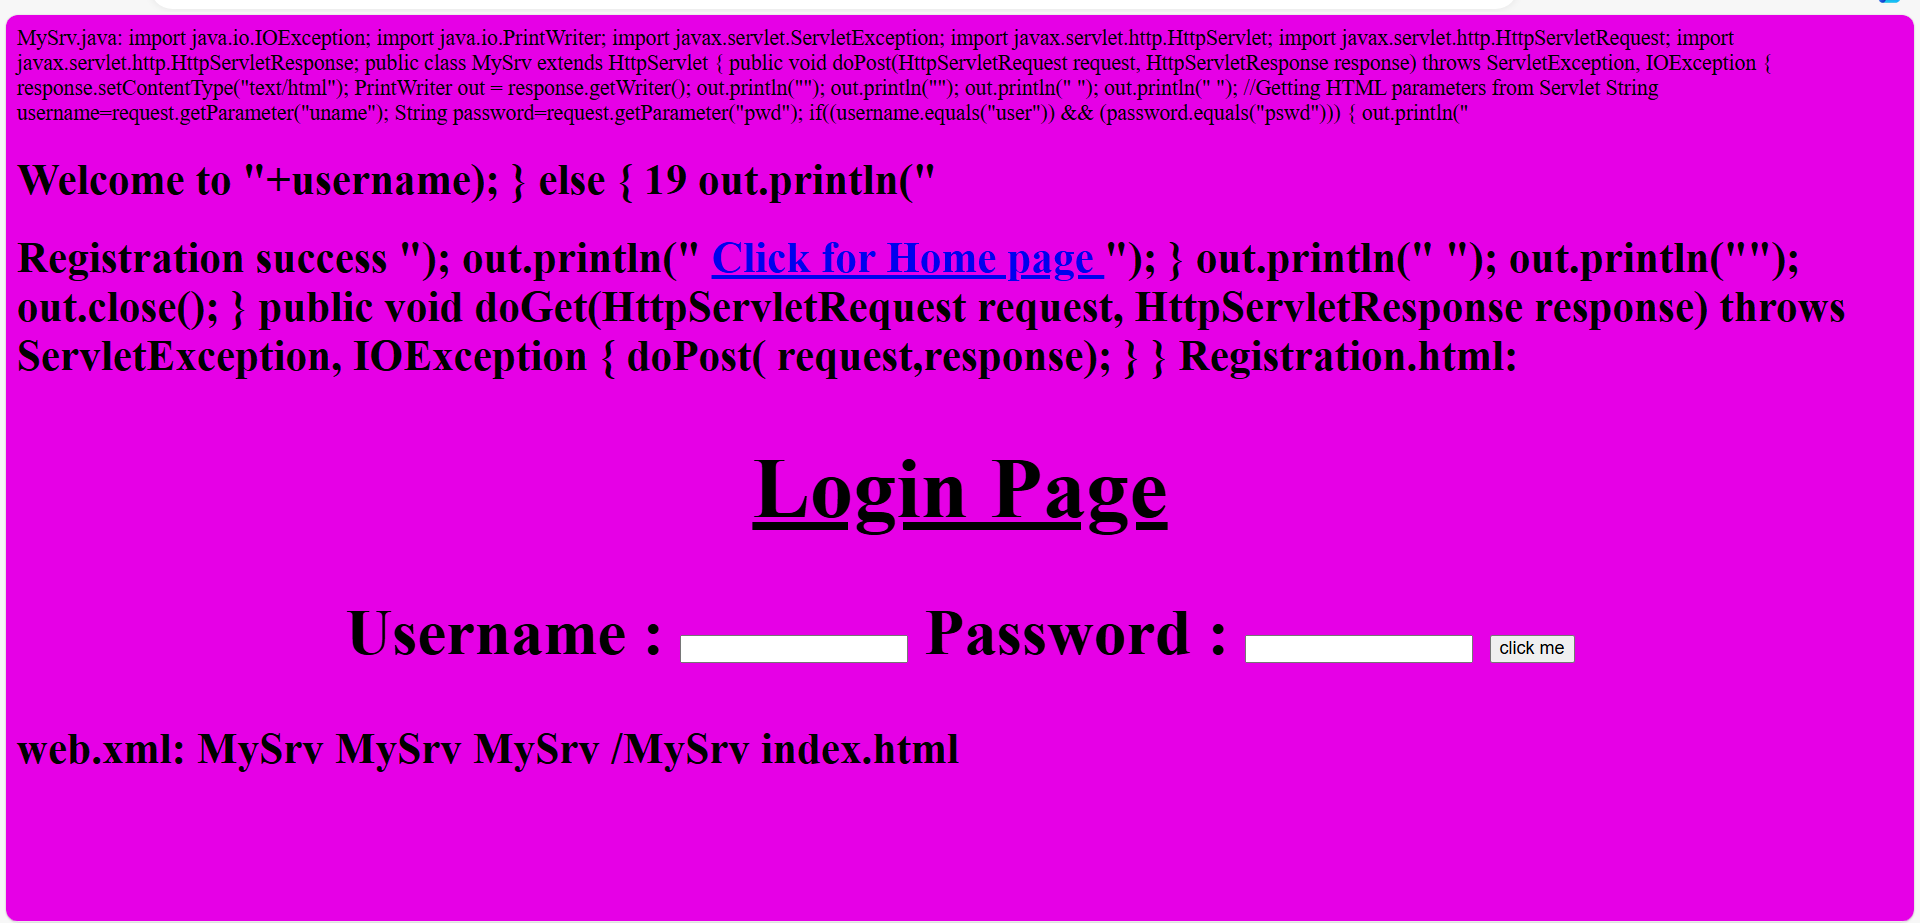 MySrv.java: import java.io.IOException; import java.io.PrintWriter; import javax.servlet.ServletException; import javax.servlet.http.HttpServlet; import javax.servlet.http.HttpServletRequest; import
javax.servlet.http.HttpServletResponse; public class MySrv extends HttpServlet { public void doPost(HttpServletRequest request, HttpServletResponse response) throws ServletException, IOException {
response.setContentType("text/html"); PrintWriter out = response.getWriter(); out.println(""); out.println(""); out.println(" "); out.println(" "); //Getting HTML parameters from Servlet String
username=request.getParameter("uname"); String password=request.getParameter("pwd"); if((username.equals("user")) && (password.equals("pswd"))) { out.println("
Welcome to "+username); } else { 19 out.println("
Registration success "); out.println(" Click for Home page "); } out.println(" "); out.println("");
out.close(); } public void doGet(HttpServletRequest request, HttpServletResponse response) throws
ServletException, IOException { doPost( request,response); } } Registration.html:
Login Page
Username : Password : click me
web.xml: MySrv MySrv MySrv /MySrv index.html